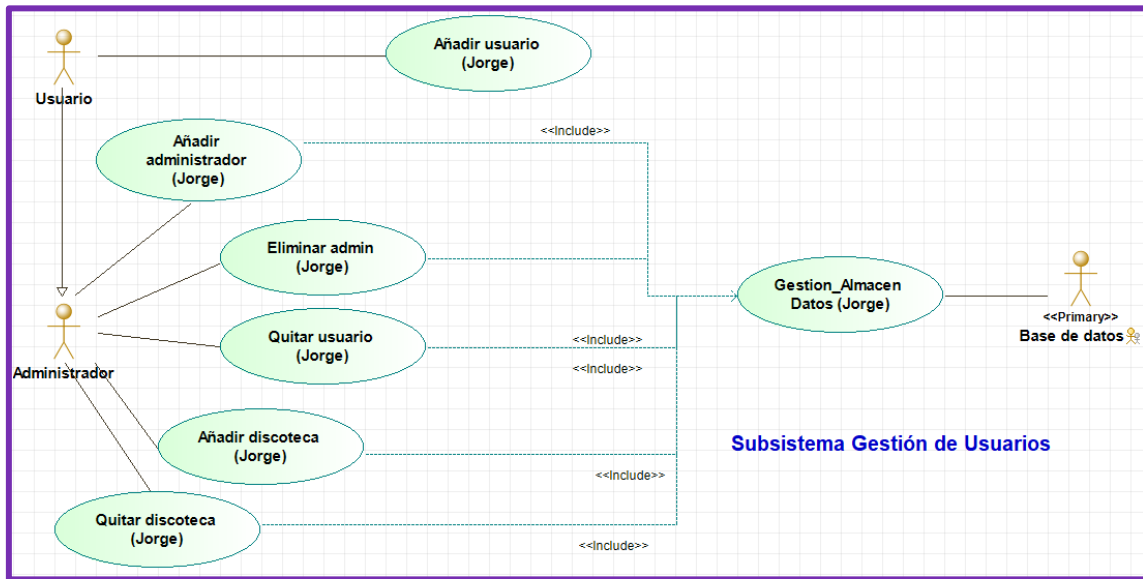 Añadir usuario
(Jorge)
Usuario
<<Include>>
Añadir
administrador
(Jorge)
Eliminar admin
(Jorge)
Gestion_Almacen
Datos (Jorge)
<<Primary>>
Base de datos
Quitar usuario
(Jorge)
<<Include>>
<<Include>>
Administrador
Añadir discoteca
(Jorge)
Subsistema Gestión de Usuarios
<<Include>>
Quitar discoteca
(Jorge)
<<Include>>